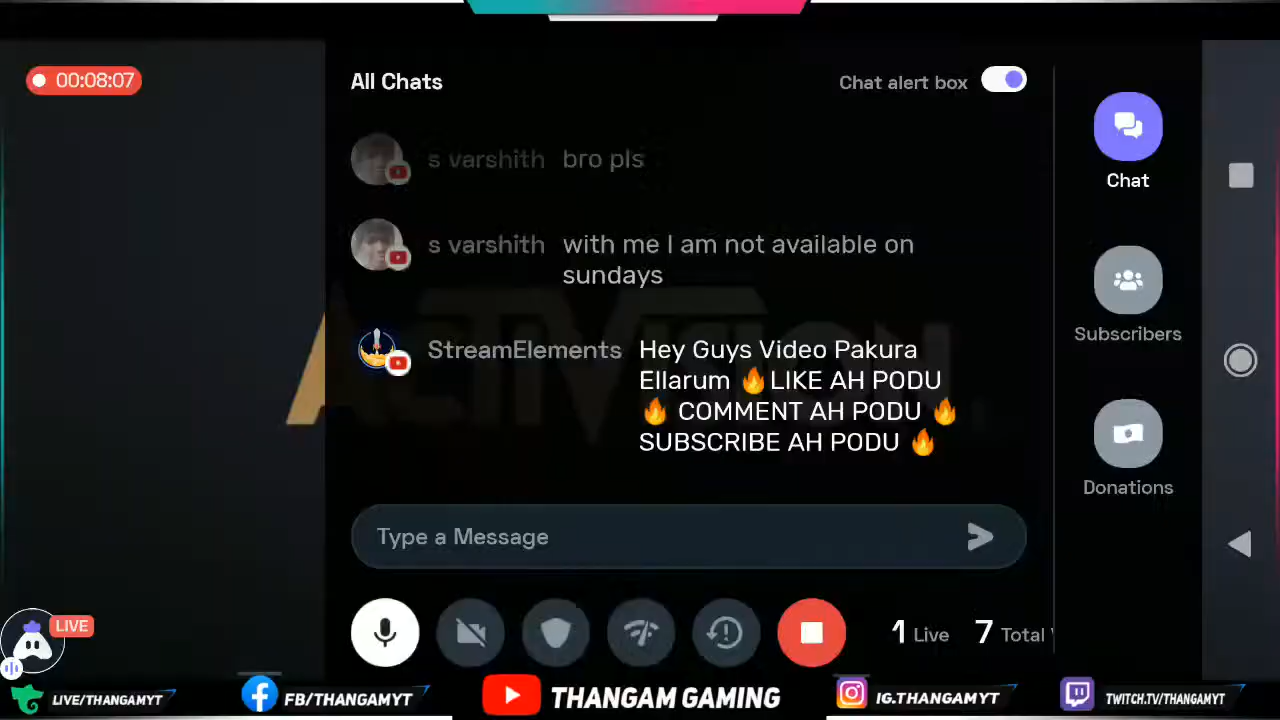 00:08:07
All Chats
Chat alert box
s varshith bro pls
s varshith with me I am not available on
sundays
StreamElements Hey Guys Video Pakura
Ellarum 🔥LIKE AH PODU
🔥 COMMENT AH PODU 🔥
SUBSCRIBE AH PODU 🔥
ACTIVISION
Chat
Subscribers
Donations
Type a Message
1 Live 7 Total
LIVE
LIVE/THANGAMYT
FB/THANGAMYT
THANGAM GAMING
IG.THANGAMYT
TWITCH.TV/THANGAMYT